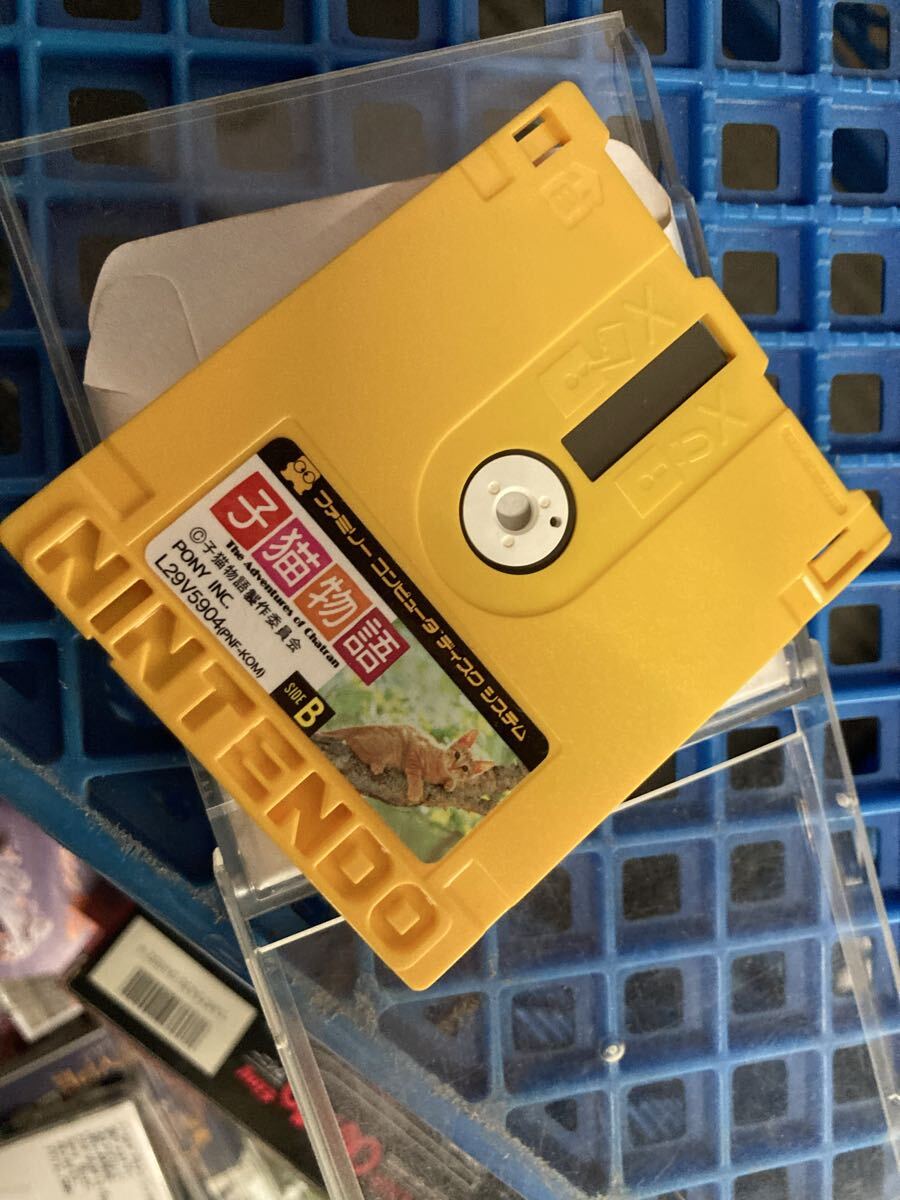 ファミリー コンピュータ ディスク システム
子猫物語
The Adventures of Chatran
©子猫物語製作委員会
PONY INC.
L29V5904(PNF-KOM)
SIDE B
NINTENDO